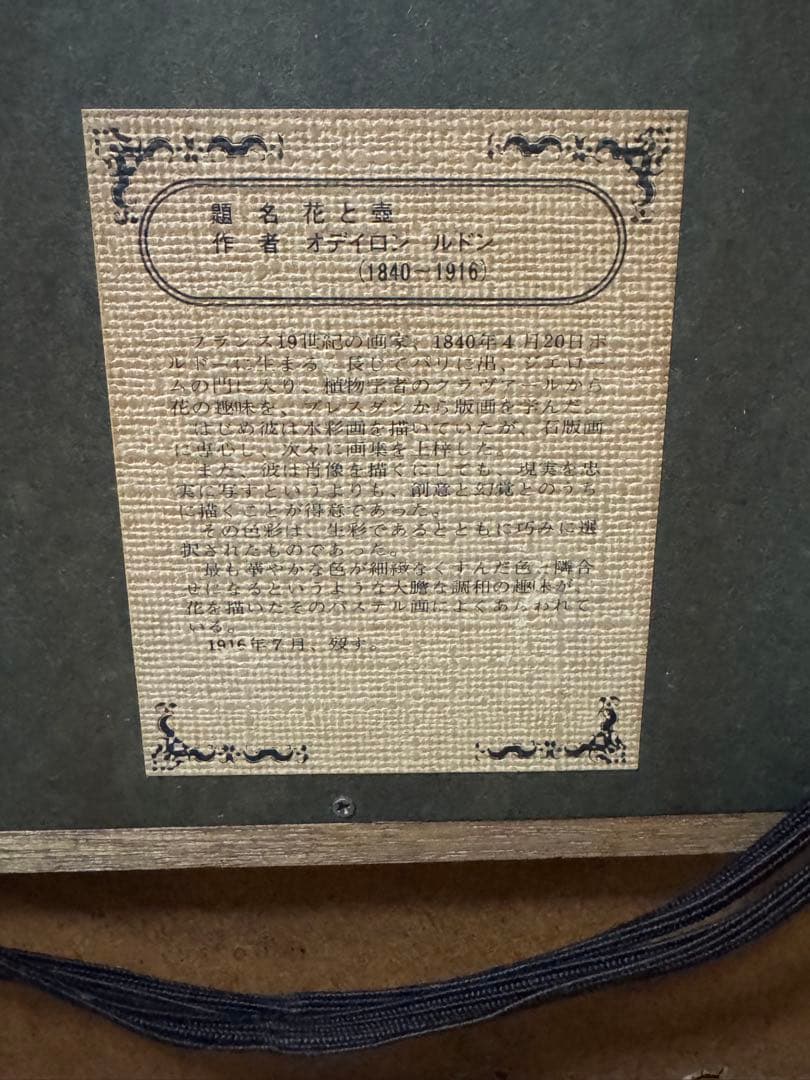 題名 花と壺
作者 オデイロン ルドン
(1840-1916)
フランス19世紀の画家、1840年4月20日ボ
ルドーに生まる。長じてパリに出、ジエロー
ムの門に入り、植物学者のクラヴァールから
花の趣味を、ブレスダンから版画を学んだ。
はじめ彼は水彩画を描いていたが、石版画
に専心し、次々に画集を上梓した。
また、彼は肖像を描くにしても、現実を忠
実に写すというよりも、創意と幻覚とのうち
に描くことが得意であった。
その色彩は、生彩であるとともに巧みに選
択されたものであった。
最も華やかな色が細緻なくすんだ色と隣合
せになるというような大膽な調和の趣味が、
花を描いたそのパステル画によくあらわれて
いる。
1916年7月、歿す。